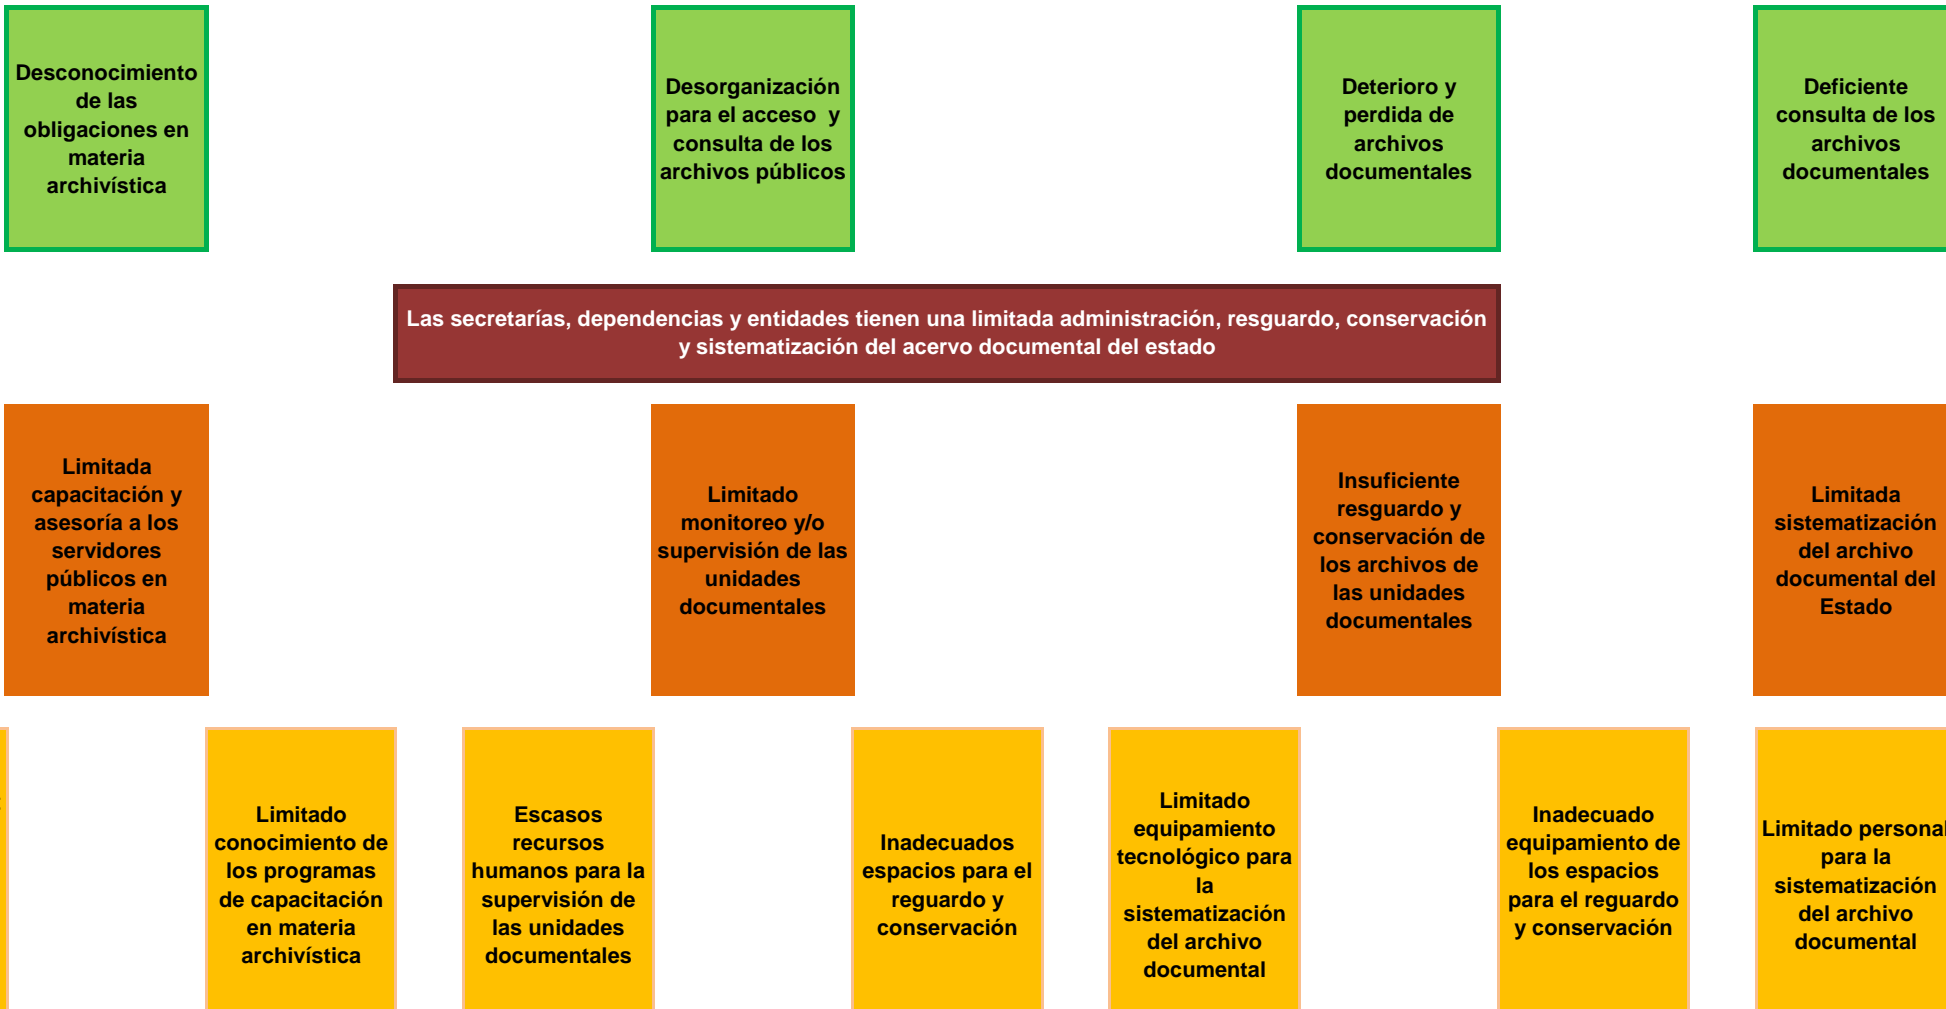 Desconocimiento
de las
obligaciones en
materia
archivística
Desorganización
para el acceso  y
consulta de los
archivos públicos
Deterioro y
perdida de
archivos
documentales
Deficiente
consulta de los
archivos
documentales
Las secretarías, dependencias y entidades tienen una limitada administración, resguardo, conservación
y sistematización del acervo documental del estado
Limitada
capacitación y
asesoría a los
servidores
públicos en
materia
archivística
Limitado
monitoreo y/o
supervisión de las
unidades
documentales
Insuficiente
resguardo y
conservación de
los archivos de
las unidades
documentales
Limitada
sistematización
del archivo
documental del
Estado
Limitado
conocimiento de
los programas
de capacitación
en materia
archivística
Escasos
recursos
humanos para la
supervisión de
las unidades
documentales
Inadecuados
espacios para el
reguardo y
conservación
Limitado
equipamiento
tecnológico para
la
sistematización
del archivo
documental
Inadecuado
equipamiento de
los espacios
para el reguardo
y conservación
Limitado personal
para la
sistematización
del archivo
documental